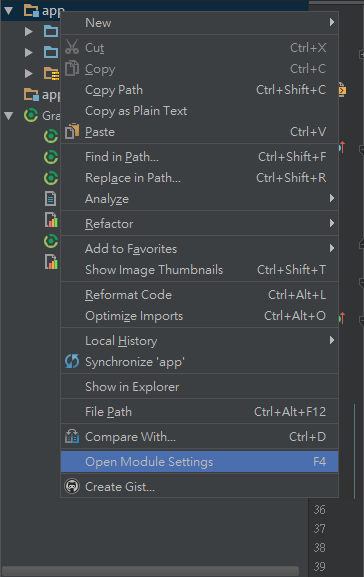 app
New
Cut Ctrl+X
Copy Ctrl+C
Copy Path Ctrl+Shift+C
Copy as Plain Text
app
Paste Ctrl+V
Gra
Find in Path... Ctrl+Shift+F
Replace in Path... Ctrl+Shift+R
Analyze
Refactor
Add to Favorites
Show Image Thumbnails Ctrl+Shift+T
Reformat Code Ctrl+Alt+L
Optimize Imports Ctrl+Alt+O
Local History
Synchronize 'app'
Show in Explorer
File Path Ctrl+Alt+F12
Compare With... Ctrl+D
Open Module Settings F4
Create Gist...
36
37
38
39